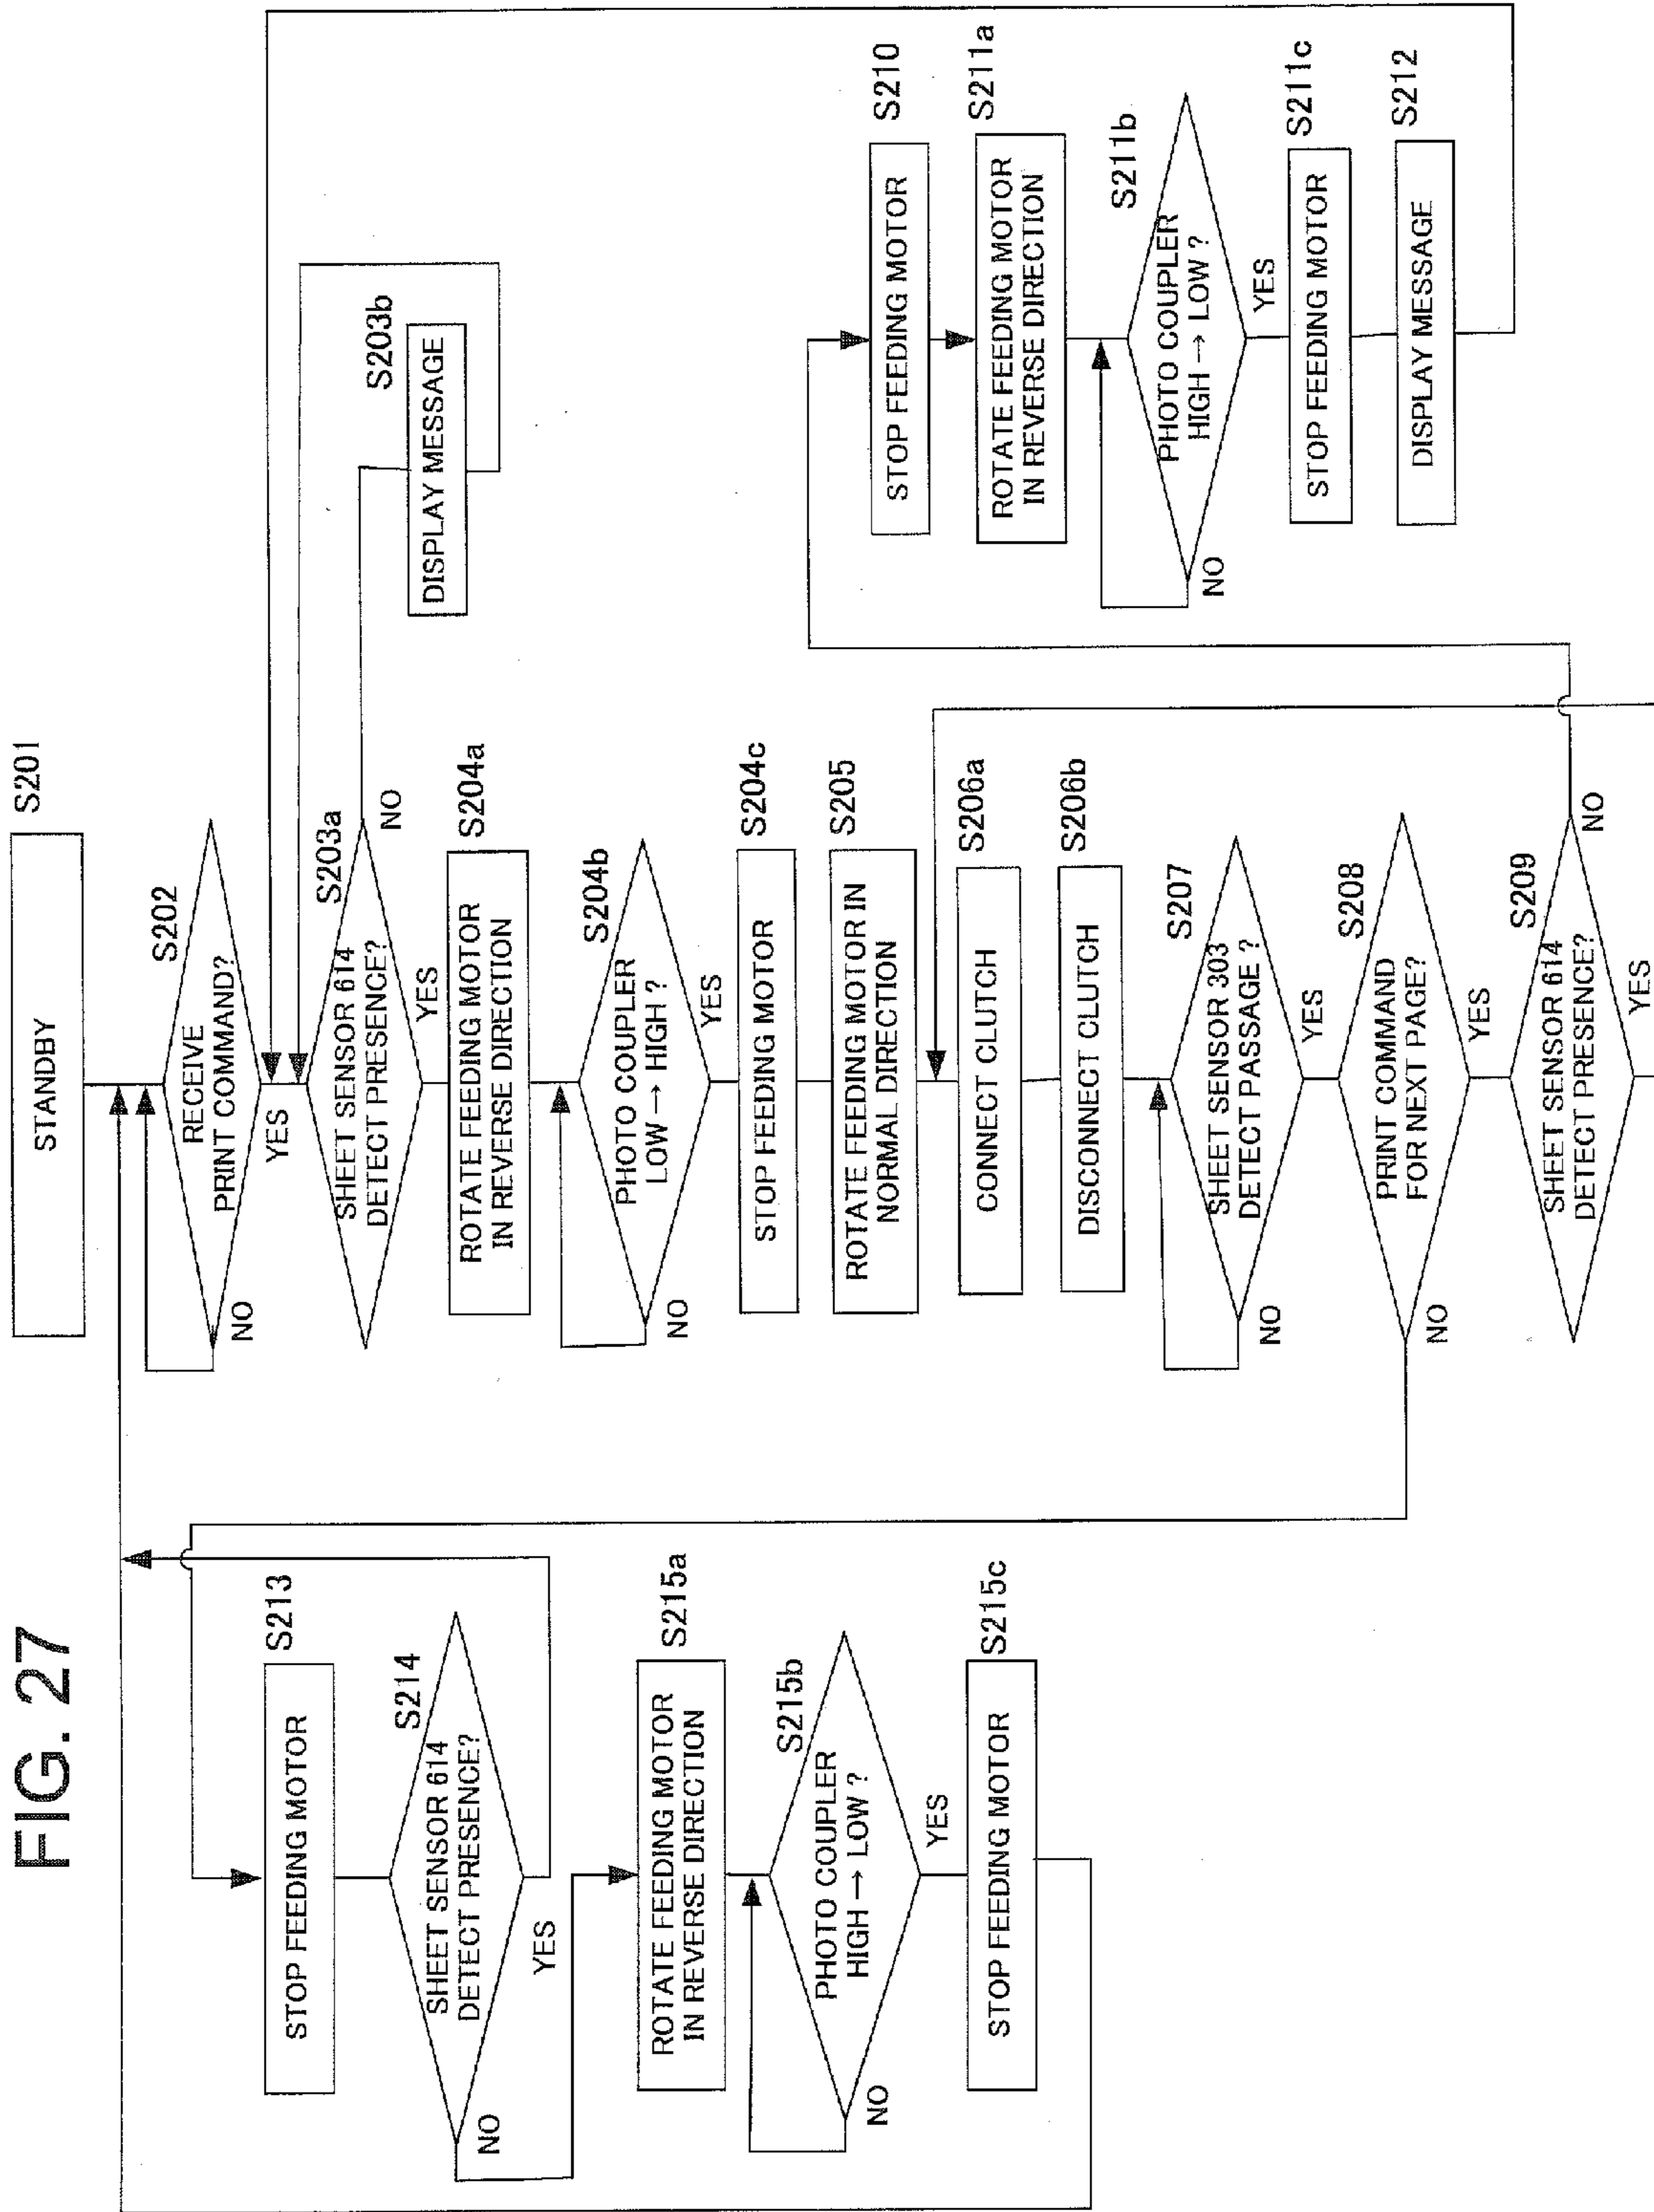 FIG. 27
STANDBY
S201
RECEIVE
PRINT COMMAND?
S202
NO
YES
SHEET SENSOR 614
DETECT PRESENCE?
S203a
NO
YES
DISPLAY MESSAGE
S203b
ROTATE FEEDING MOTOR
IN REVERSE DIRECTION
S204a
PHOTO COUPLER
LOW → HIGH ?
S204b
NO
YES
STOP FEEDING MOTOR
S204c
ROTATE FEEDING MOTOR IN
NORMAL DIRECTION
S205
CONNECT CLUTCH
S206a
DISCONNECT CLUTCH
S206b
SHEET SENSOR 303
DETECT PASSAGE ?
S207
NO
YES
PRINT COMMAND
FOR NEXT PAGE?
S208
NO
YES
SHEET SENSOR 614
DETECT PRESENCE?
S209
NO
YES
STOP FEEDING MOTOR
S210
ROTATE FEEDING MOTOR
IN REVERSE DIRECTION
S211a
PHOTO COUPLER
HIGH → LOW ?
S211b
NO
YES
STOP FEEDING MOTOR
S211c
DISPLAY MESSAGE
S212
STOP FEEDING MOTOR
S213
SHEET SENSOR 614
DETECT PRESENCE?
S214
NO
YES
ROTATE FEEDING MOTOR
IN REVERSE DIRECTION
S215a
PHOTO COUPLER
HIGH → LOW ?
S215b
NO
YES
STOP FEEDING MOTOR
S215c